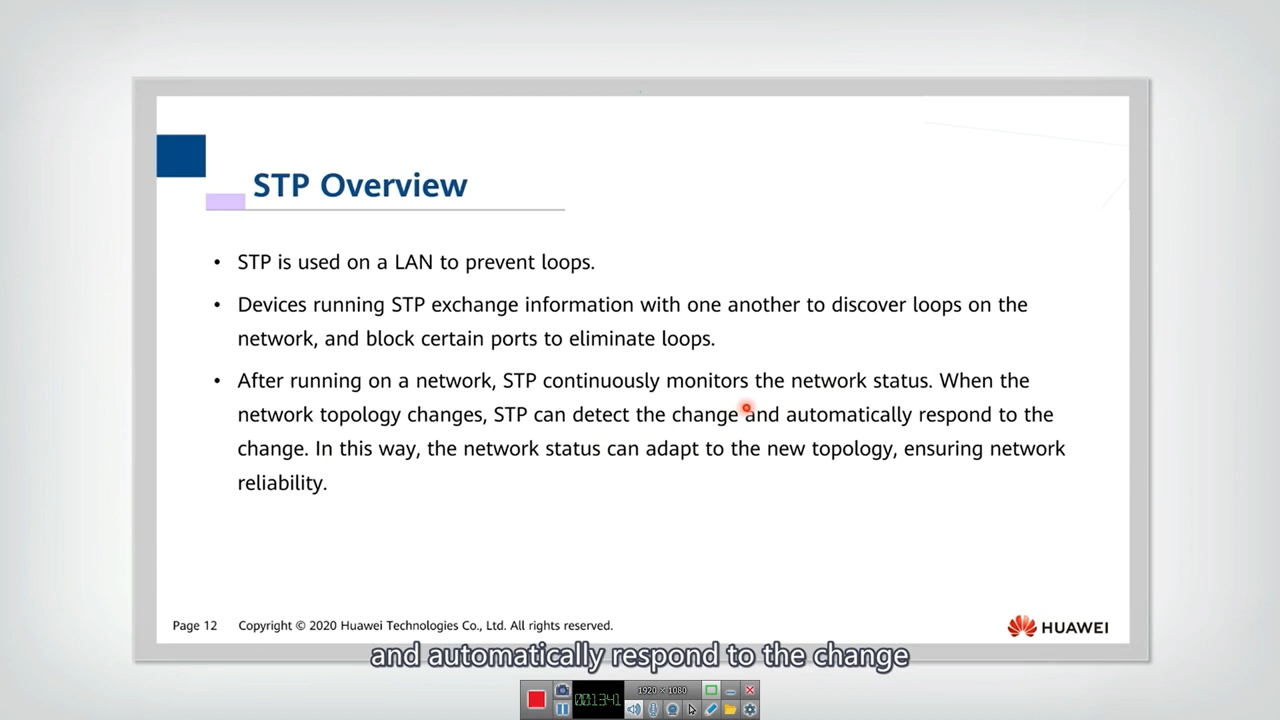 STP Overview
• STP is used on a LAN to prevent loops.
• Devices running STP exchange information with one another to discover loops on the
network, and block certain ports to eliminate loops.
• After running on a network, STP continuously monitors the network status. When the
network topology changes, STP can detect the change and automatically respond to the
change. In this way, the network status can adapt to the new topology, ensuring network
reliability.
Page 12 Copyright © 2020 Huawei Technologies Co., Ltd. All rights reserved.
HUAWEI
and automatically respond to the change
1920 × 1080